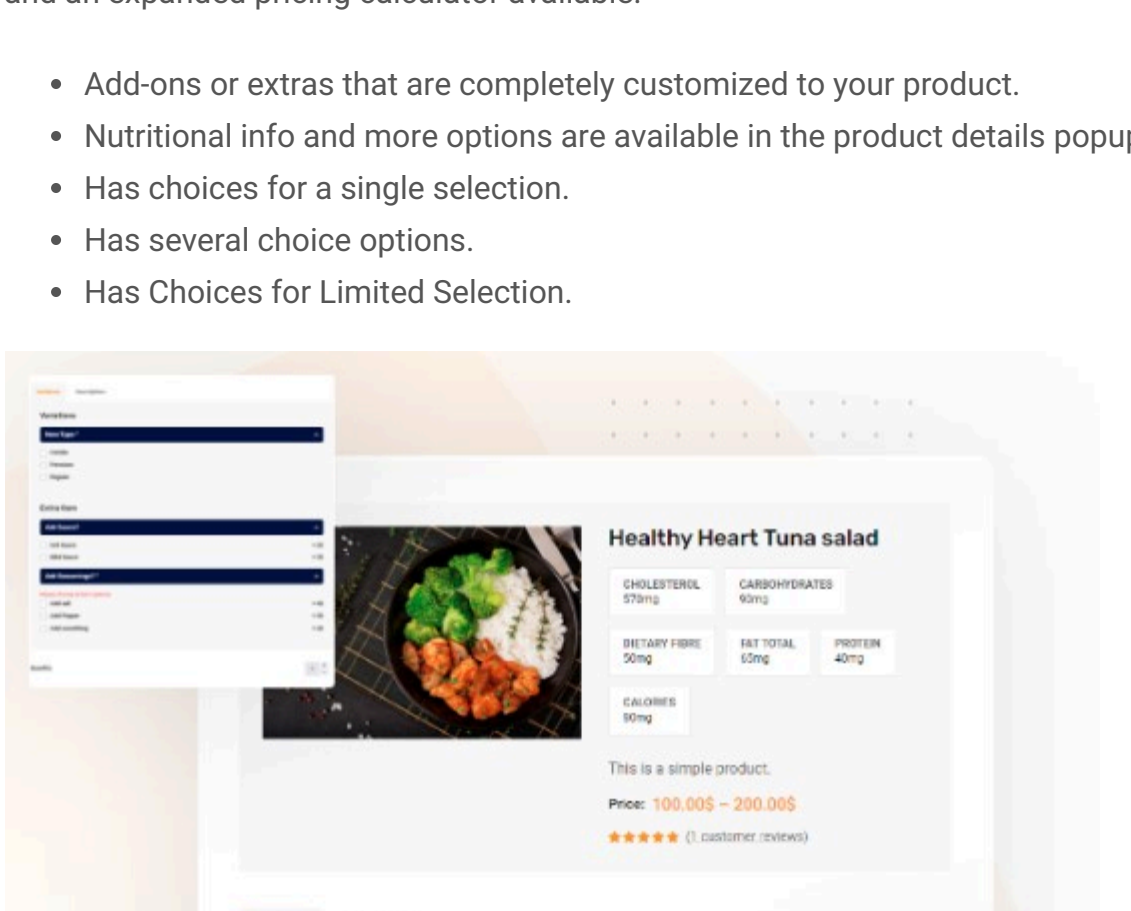 and an expanded pricing calculator available.
Add-ons or extras that are completely customized to your product.
Nutritional info and more options are available in the product details popup
Has choices for a single selection.
Has several choice options.
Has Choices for Limited Selection.
Variations
Extra Item
Healthy Heart Tuna salad
CHOLESTEROL
570mg
CARBOHYDRATES
90mg
DIETARY FIBRE
50mg
FAT TOTAL
65mg
PROTEIN
40mg
CALORIES
90mg
This is a simple product.
Price: 100.00$ – 200.00$
(1 customer reviews)